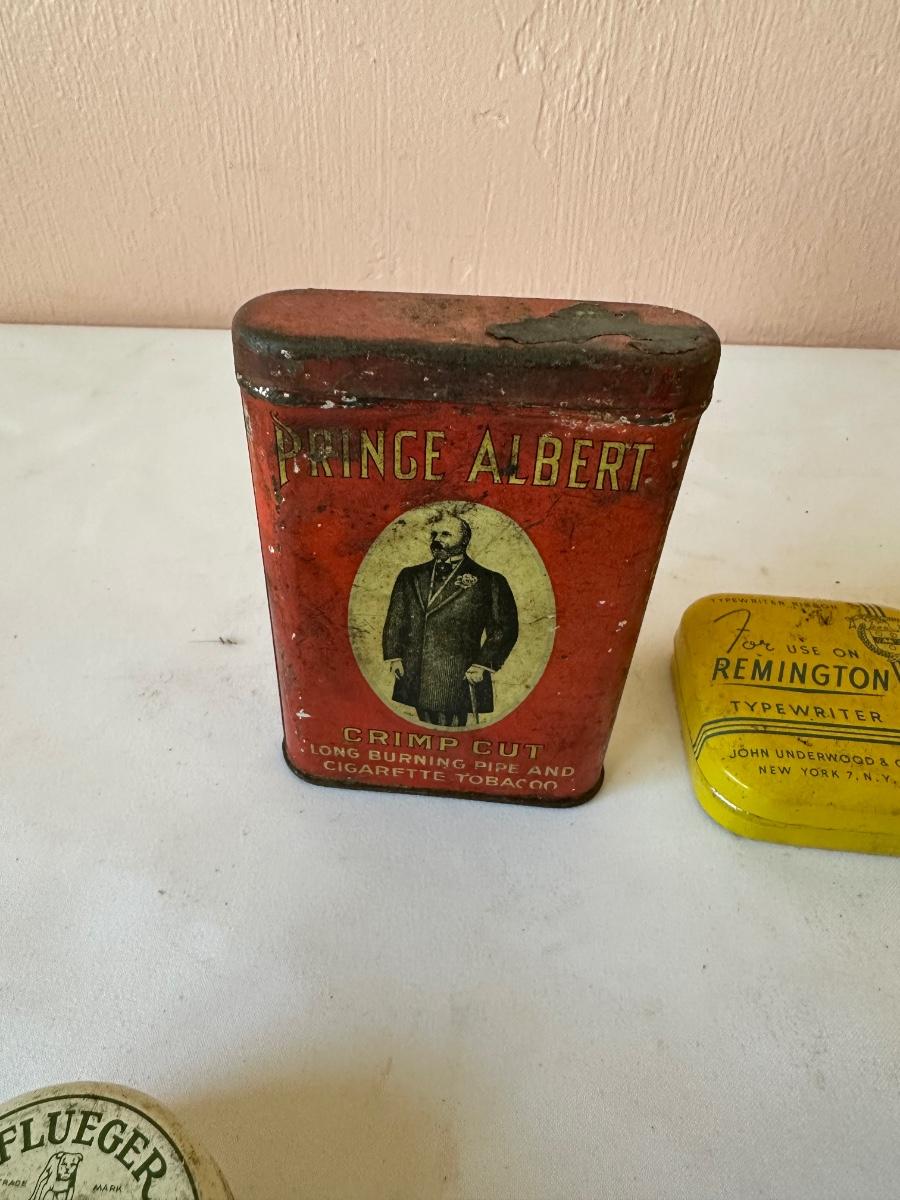 PRINCE ALBERT
CRIMP CUT
LONG BURNING PIPE AND
CIGARETTE TOBACCO
TYPEWRITER RIBBON
For USE ON
REMINGTON
TYPEWRITER
JOHN UNDERWOOD &
NEW YORK 7, N.Y.
FLUEGER
TRADE MARK